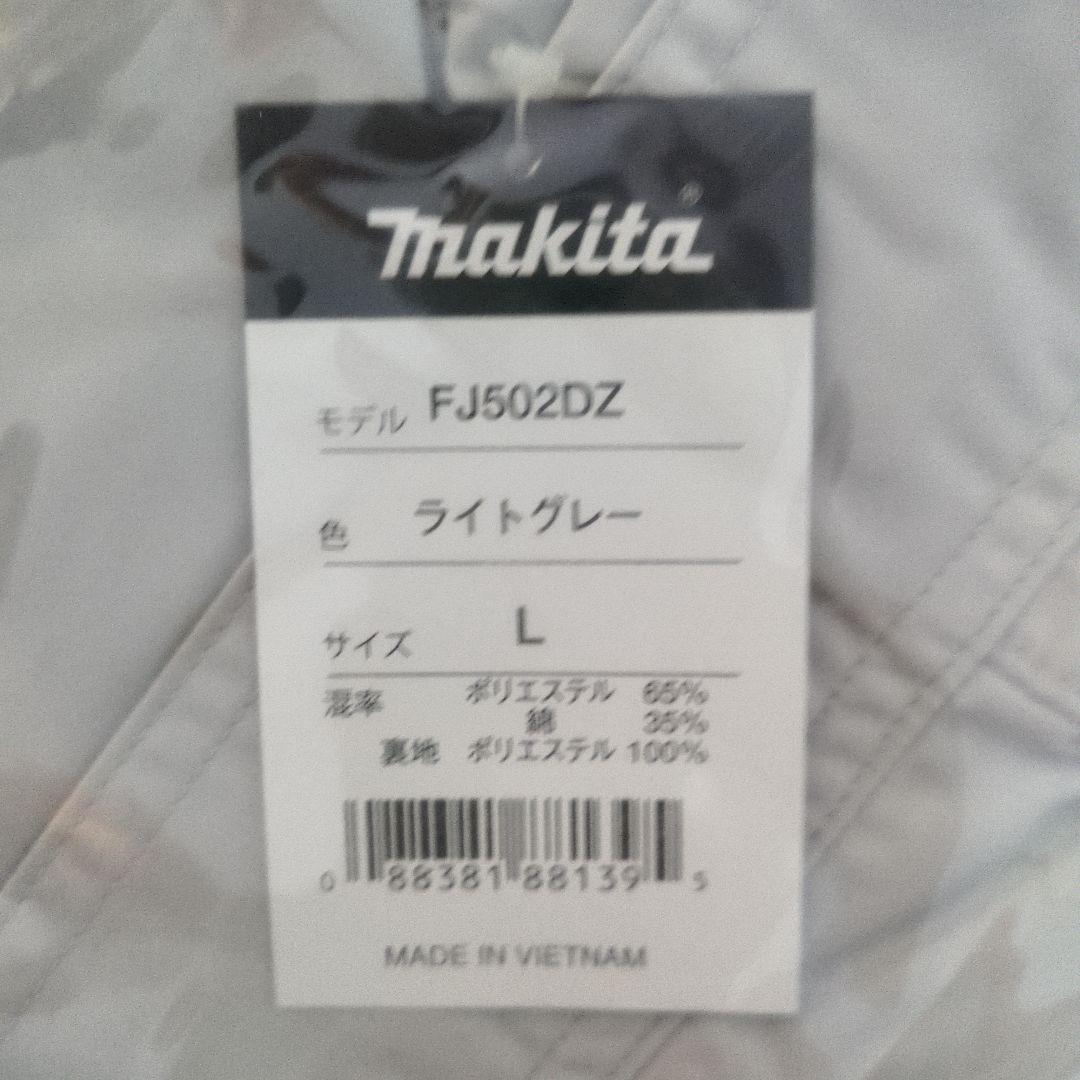 makita®
モデル FJ502DZ
色 ライトグレー
サイズ L
混率 ポリエステル 65%
綿 35%
裏地 ポリエステル 100%
0 88381 88139 5
MADE IN VIETNAM